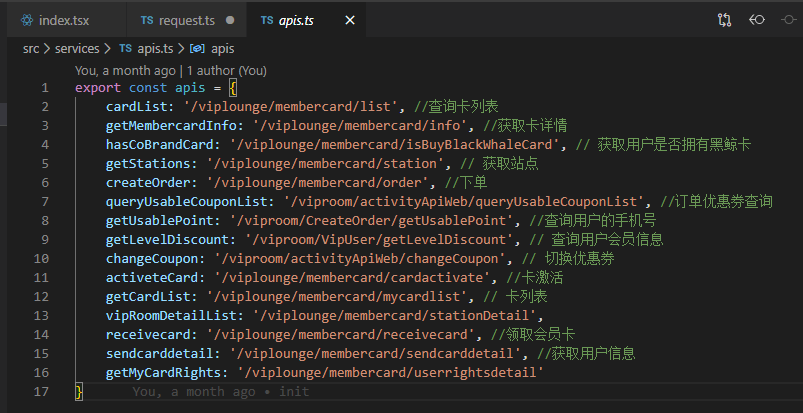 index.tsx TS request.ts ● TS apis.ts ×
src > services > TS apis.ts > apis
You, a month ago | 1 author (You)
1 export const apis = {
2 cardList: '/viplounge/membercard/list', //查询卡列表
3 getMembercardInfo: '/viplounge/membercard/info', //获取卡详情
4 hasCoBrandCard: '/viplounge/membercard/isBuyBlackWhaleCard', // 获取用户是否拥有黑鲸卡
5 getStations: '/viplounge/membercard/station', // 获取站点
6 createOrder: '/viplounge/membercard/order', //下单
7 queryUsableCouponList: '/viproom/activityApiWeb/queryUsableCouponList', //订单优惠券查询
8 getUsablePoint: '/viproom/CreateOrder/getUsablePoint', //查询用户的手机号
9 getLevelDiscount: '/viproom/VipUser/getLevelDiscount', // 查询用户会员信息
10 changeCoupon: '/viproom/activityApiWeb/changeCoupon', // 切换优惠券
11 activeteCard: '/viplounge/membercard/cardactivate', //卡激活
12 getCardList: '/viplounge/membercard/mycardlist', // 卡列表
13 vipRoomDetailList: '/viplounge/membercard/stationDetail',
14 receivecard: '/viplounge/membercard/receivecard', //领取会员卡
15 sendcarddetail: '/viplounge/membercard/sendcarddetail', //获取用户信息
16 getMyCardRights: '/viplounge/membercard/userrightsdetail'
17 } You, a month ago • init